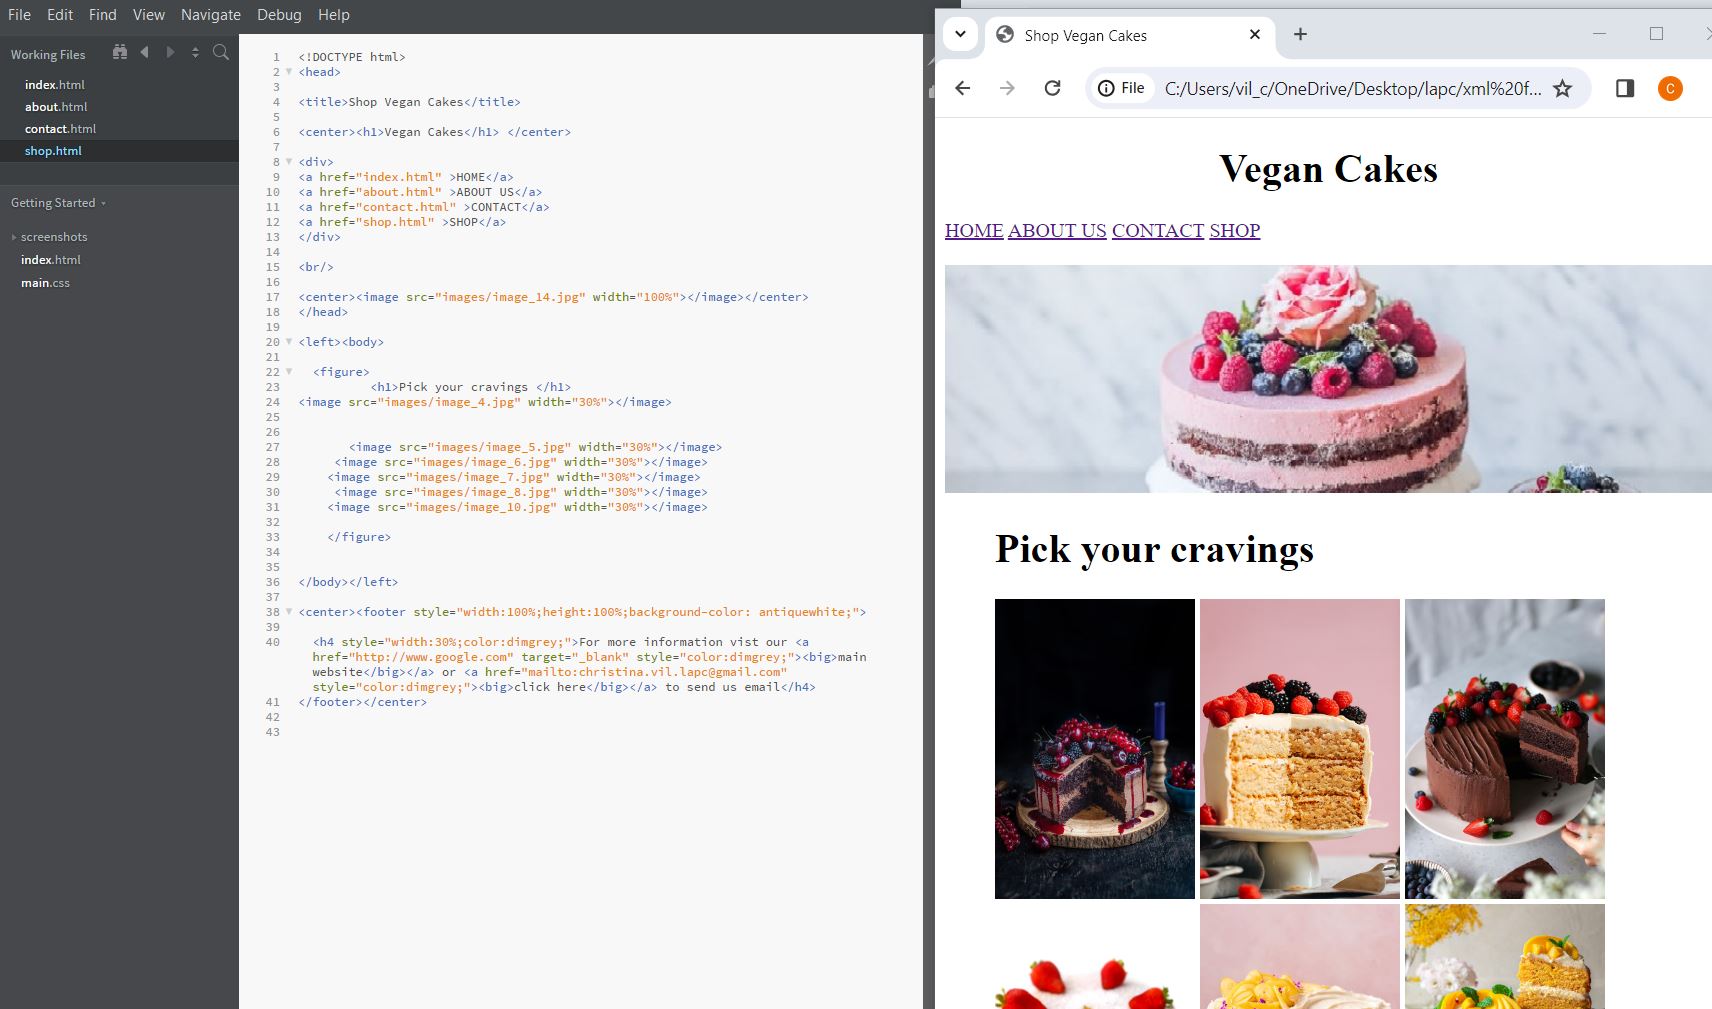 File Edit Find View Navigate Debug Help
Working Files
index.html
about.html
contact.html
shop.html
Getting Started
screenshots
index.html
main.css
1 <!DOCTYPE html>
2 <head>
3
4 <title>Shop Vegan Cakes</title>
5
6 <center><h1>Vegan Cakes</h1> </center>
7
8 <div>
9 <a href="index.html" >HOME</a>
10 <a href="about.html" >ABOUT US</a>
11 <a href="contact.html" >CONTACT</a>
12 <a href="shop.html" >SHOP</a>
13 </div>
14
15 <br/>
16
17 <center><image src="images/image_14.jpg" width="100%"></image></center>
18 </head>
19
20 <left><body>
21
22 <figure>
23 <h1>Pick your cravings </h1>
24 <image src="images/image_4.jpg" width="30%"></image>
25
26
27 <image src="images/image_5.jpg" width="30%"></image>
28 <image src="images/image_6.jpg" width="30%"></image>
29 <image src="images/image_7.jpg width="30%"></image>
30 <image src="images/image_8.jpg" width="30%"></image>
31 <image src="images/image_10.jpg" width="30%"></image>
32
33 </figure>
34
35
36 </body></left>
37
38 <center><footer style="width:100%;height:100%;background-color: antiquewhite;">
39
40 <h4 style="width:30%;color:dimgrey;">For more information vist our <a
href="http://www.google.com" target="_blank" style="color:dimgrey;"><big>main
website</big></a> or <a href="mailto:christina.vil.lapc@gmail.com"
style="color:dimgrey;"><big>click here</big></a> to send us email</h4>
41 </footer></center>
42
43
Shop Vegan Cakes
File C:/Users/vil_c/OneDrive/Desktop/lapc/xml%20f...
C
Vegan Cakes
HOME ABOUT US CONTACT SHOP
Pick your cravings